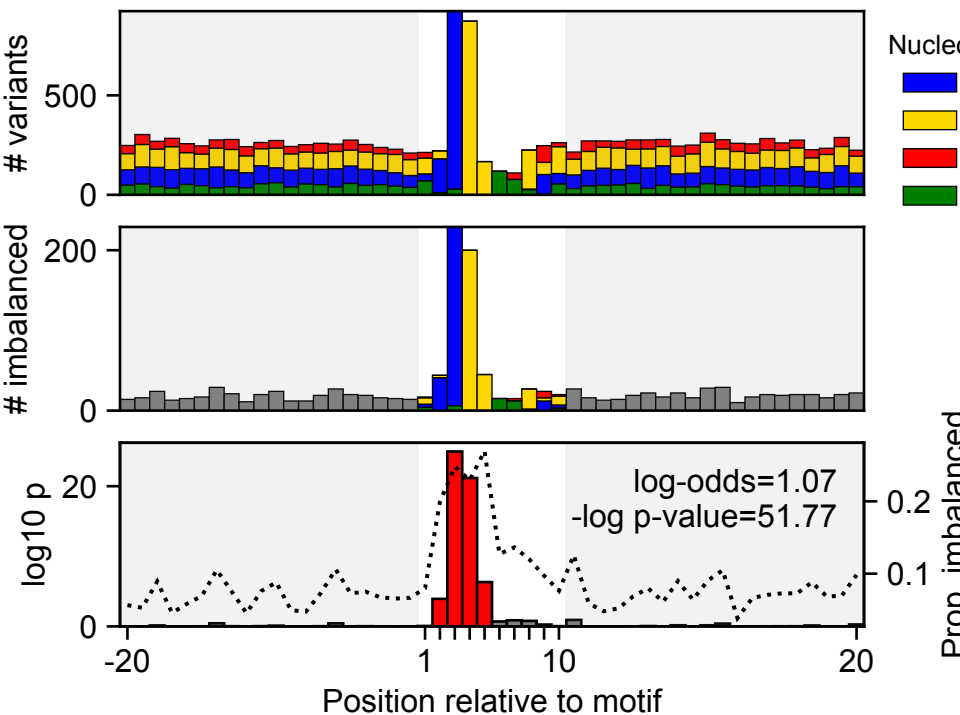 # variants
500
0
Nucleo
# imbalanced
200
0
log10 p
20
0
log-odds=1.07
-log p-value=51.77
0.2
0.1
Prop. imbalanced
-20
1
10
20
Position relative to motif